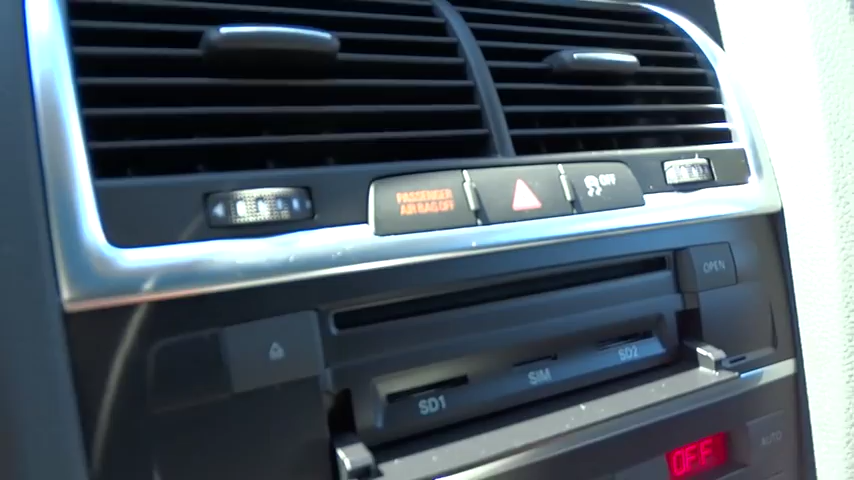 PASSENGER
AIR BAG OFF
OFF
OPEN
SD1
SIM
SD2
OFF
AUTO